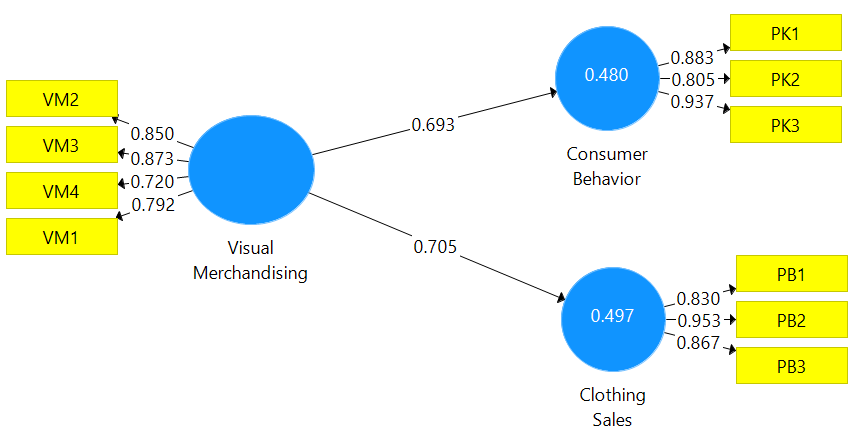 VM2
VM3
VM4
VM1
0.850
0.873
0.720
0.792
Visual
Merchandising
0.693
0.705
0.480
Consumer
Behavior
0.883
0.805
0.937
PK1
PK2
PK3
0.497
Clothing
Sales
0.830
0.953
0.867
PB1
PB2
PB3